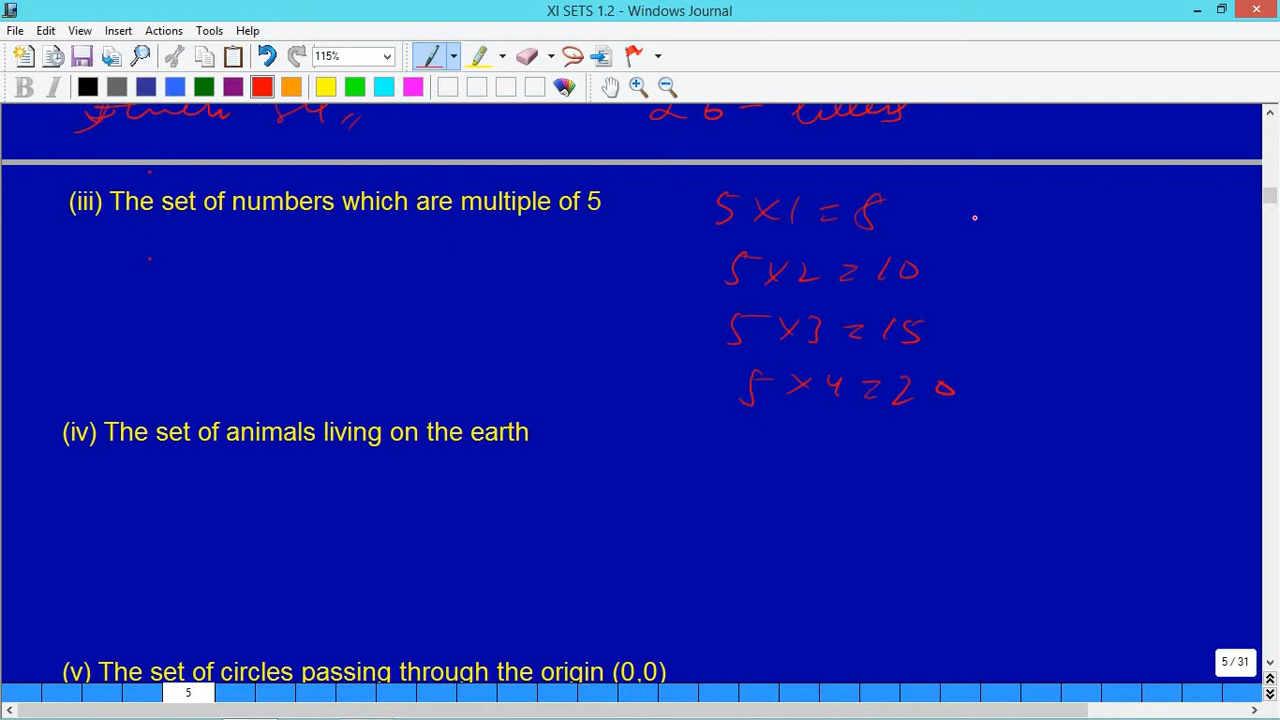 XI SETS 1.2 - Windows Journal
File Edit View Insert Actions Tools Help
115%
B I
26 - letters
(iii) The set of numbers which are multiple of 5
5 × 1 = 8
5 × 2 = 10
5 × 3 = 15
5 × 4 = 20
(iv) The set of animals living on the earth
(v) The set of circles passing through the origin (0,0)
5 / 31
5